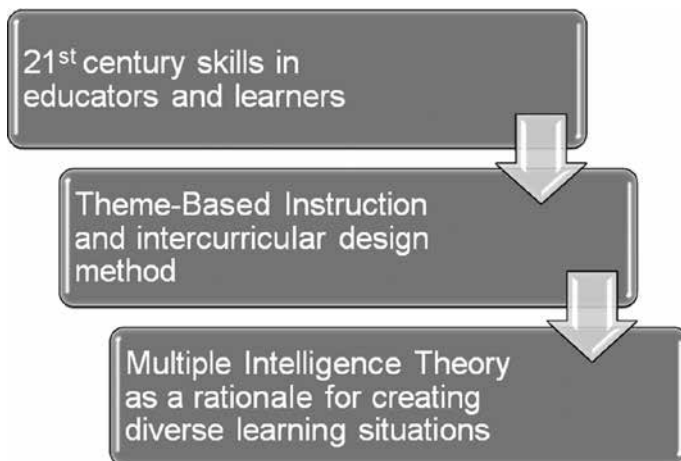 21st century skills in
educators and learners
Theme-Based Instruction
and intercurricular design
method
Multiple Intelligence Theory
as a rationale for creating
diverse learning situations